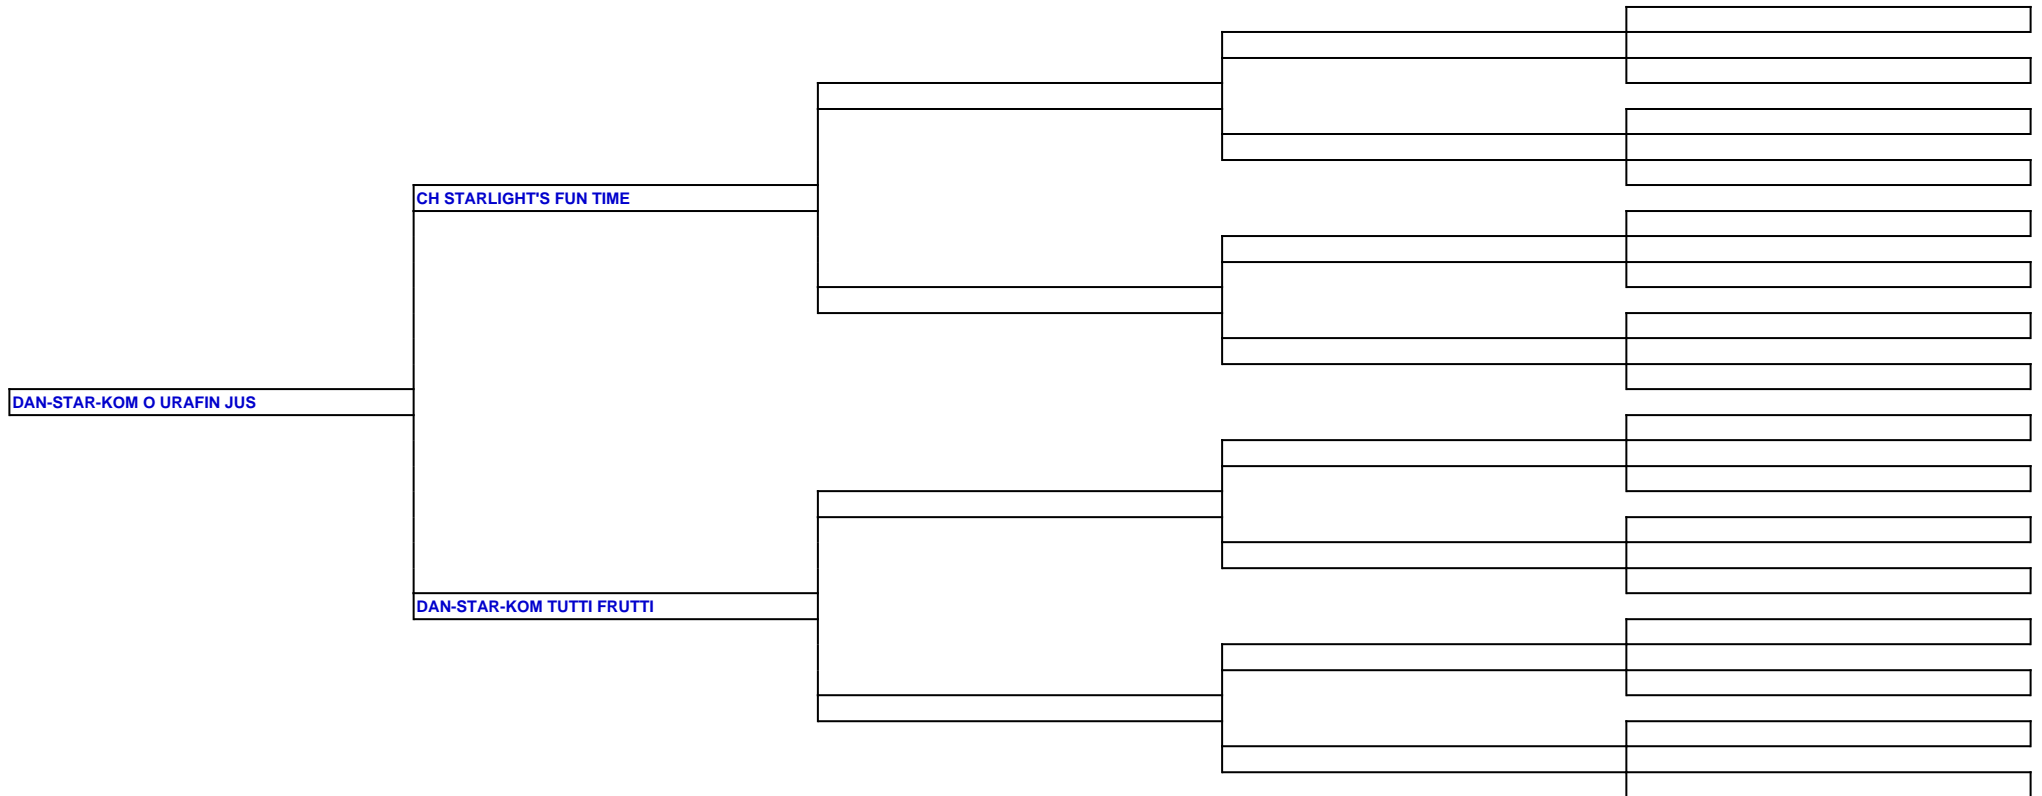 CH STARLIGHT'S FUN TIME
DAN-STAR-KOM O URAFIN JUS
DAN-STAR-KOM TUTTI FRUTTI